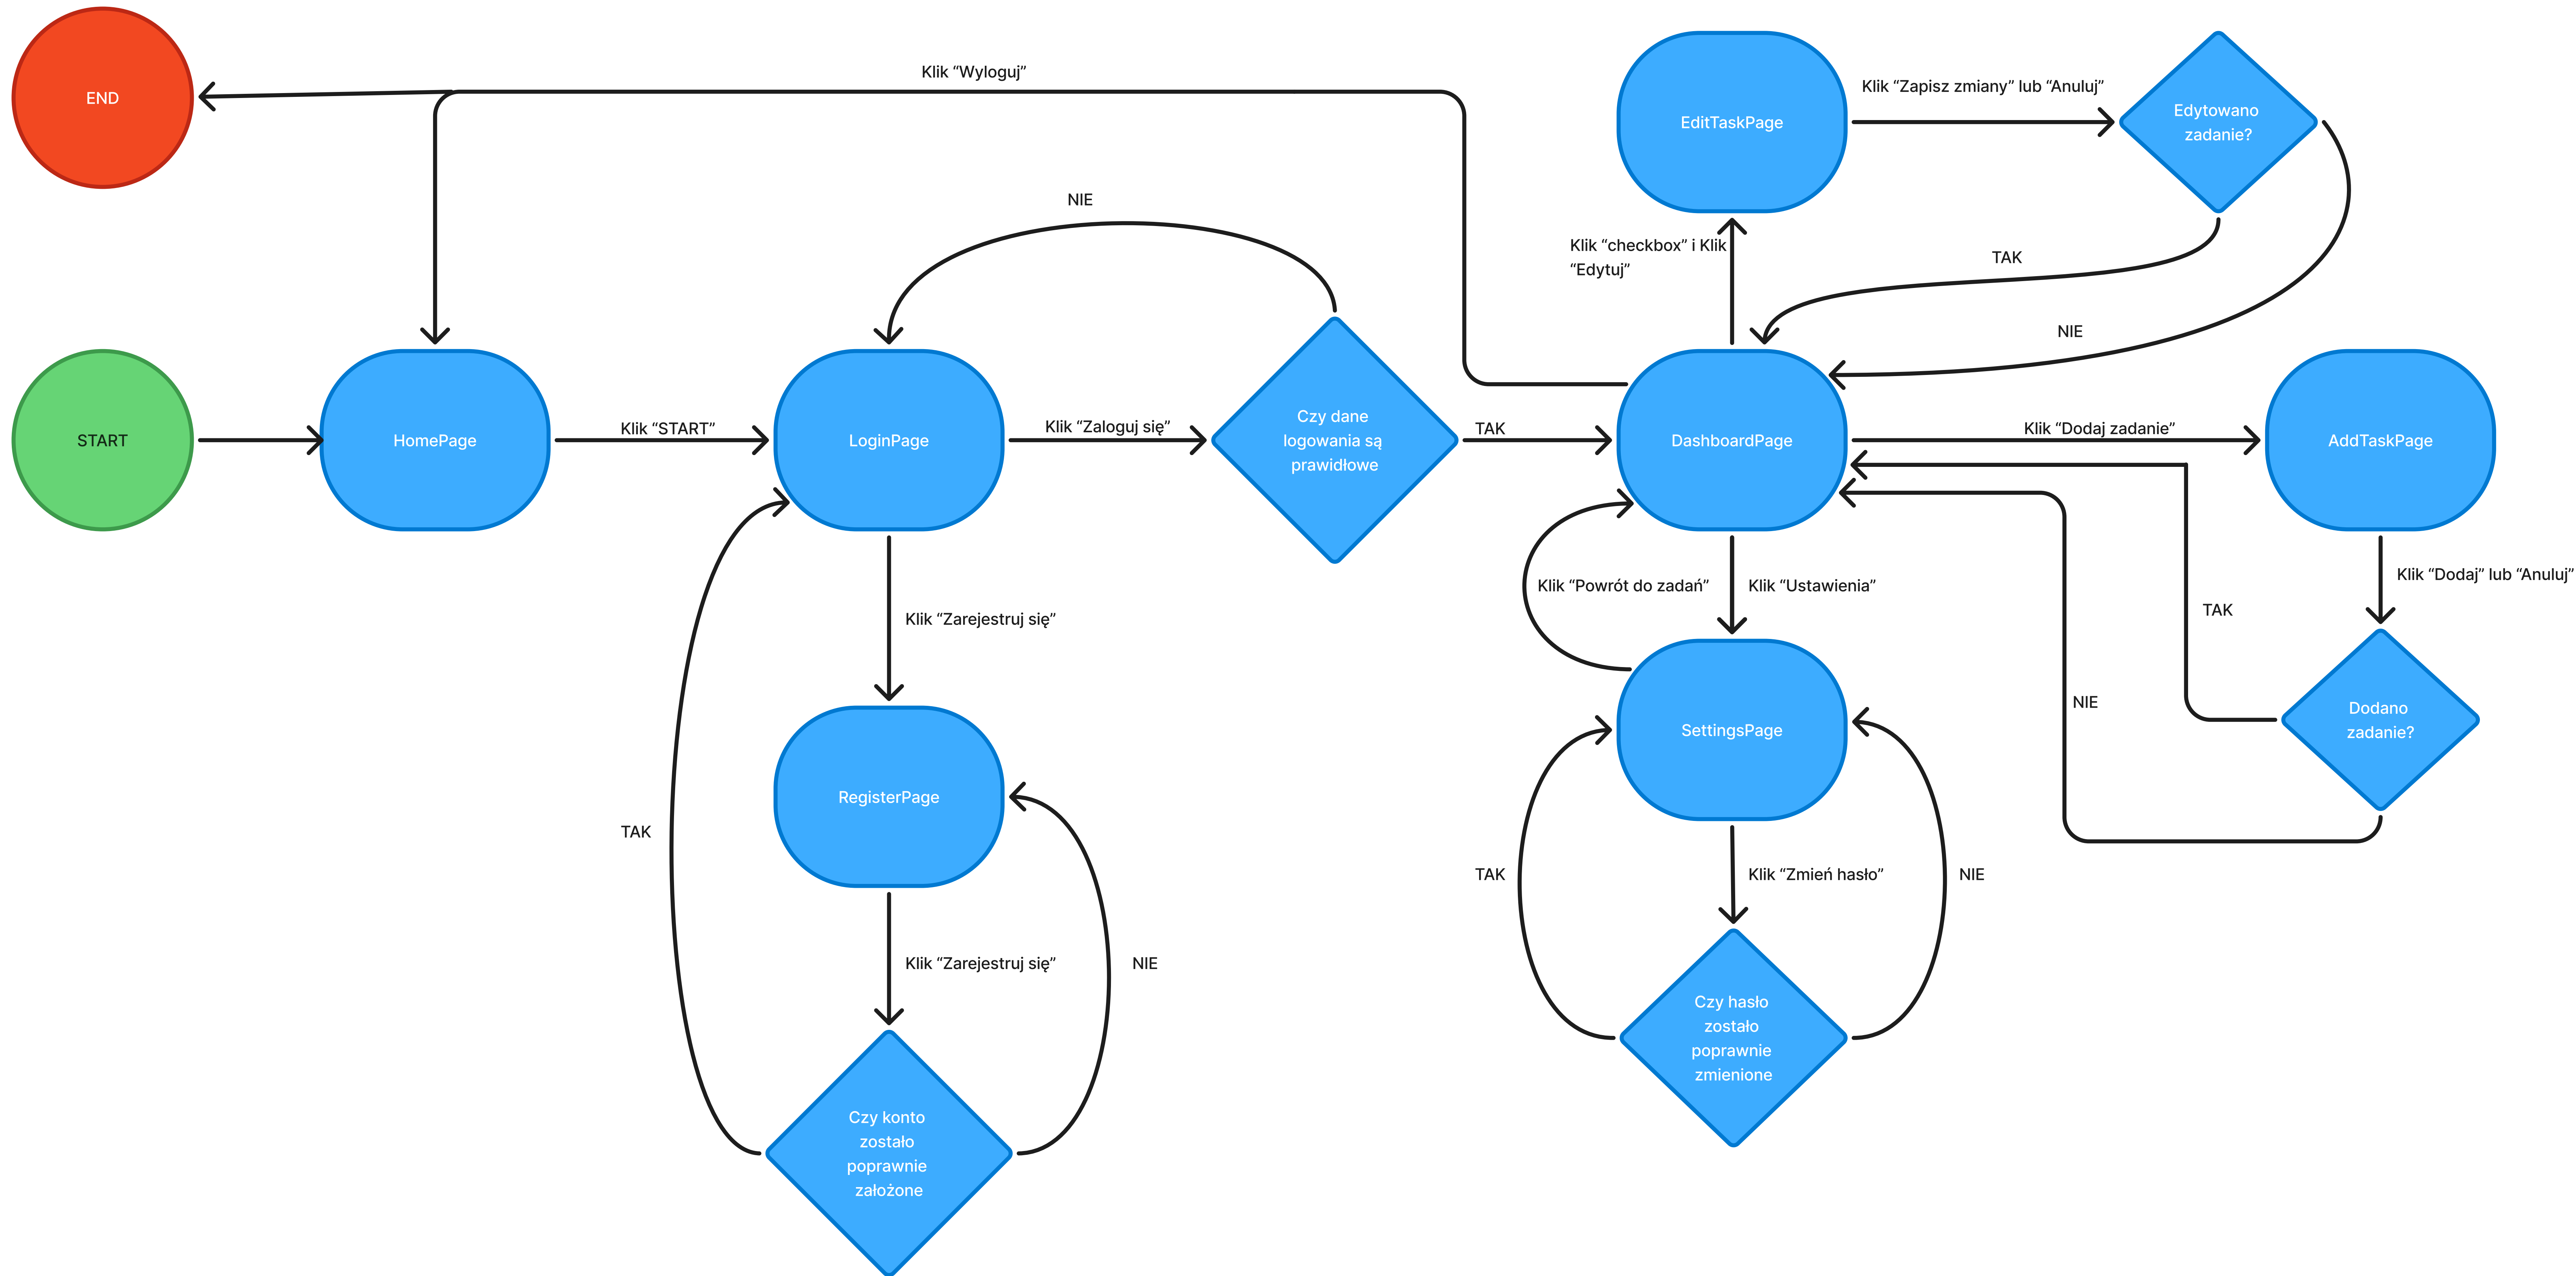 END
Klik “Wyloguj”
EditTaskPage
Klik “Zapisz zmiany” lub “Anuluj”
Edytowano
zadanie?
NIE
Klik “checkbox” i Klik
“Edytuj”
TAK
NIE
START
HomePage
Klik “START”
LoginPage
Klik “Zaloguj się”
Czy dane
logowania są
prawidłowe
TAK
DashboardPage
Klik “Dodaj zadanie”
AddTaskPage
Klik “Powrót do zadań”
Klik “Ustawienia”
Klik “Dodaj” lub “Anuluj”
TAK
Klik “Zarejestruj się”
NIE
Dodano
zadanie?
SettingsPage
RegisterPage
TAK
TAK
Klik “Zmień hasło”
NIE
Klik “Zarejestruj się”
NIE
Czy hasło
zostało
poprawnie
zmienione
Czy konto
zostało
poprawnie
założone